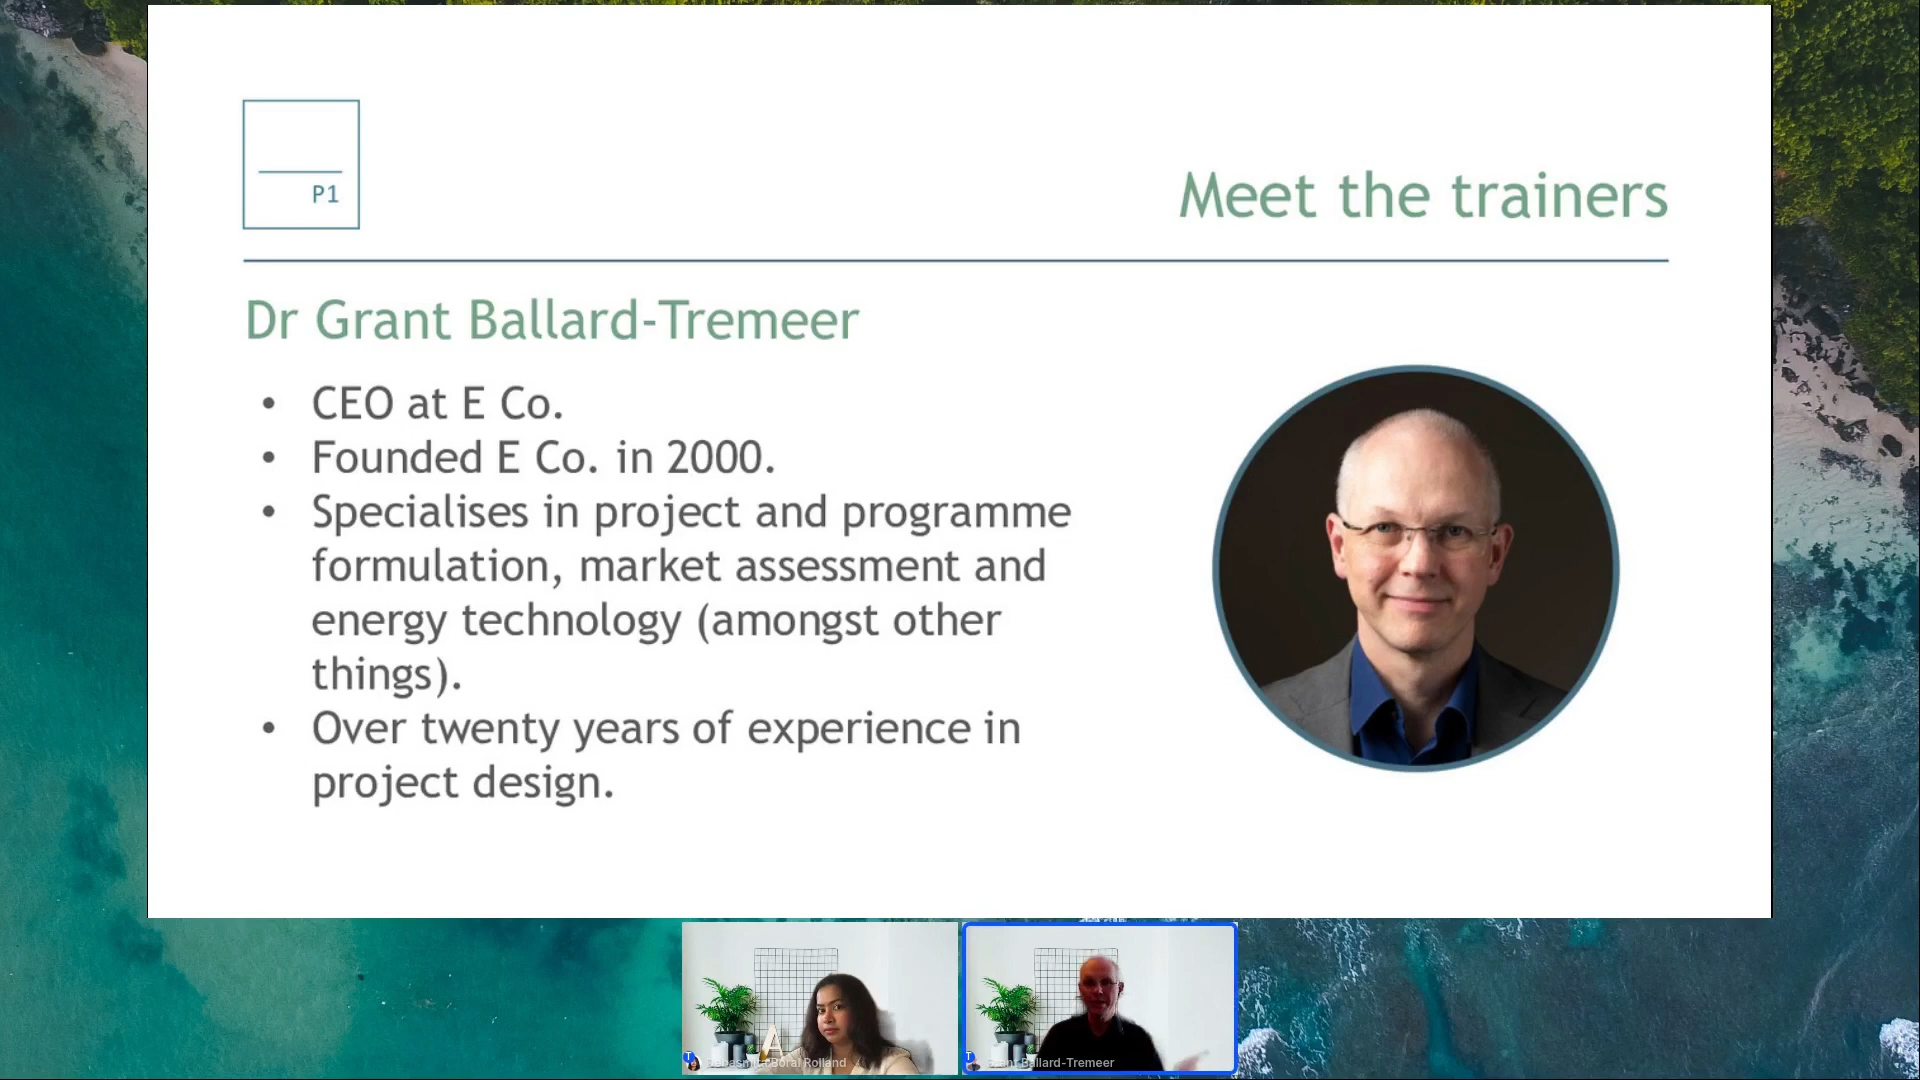 P1
Meet the trainers
Dr Grant Ballard-Tremeer
• CEO at E Co.
• Founded E Co. in 2000.
• Specialises in project and programme
formulation, market assessment and
energy technology (amongst other
things).
• Over twenty years of experience in
project design.
A
T
Boral Rolland
T
Ballard-Tremeer